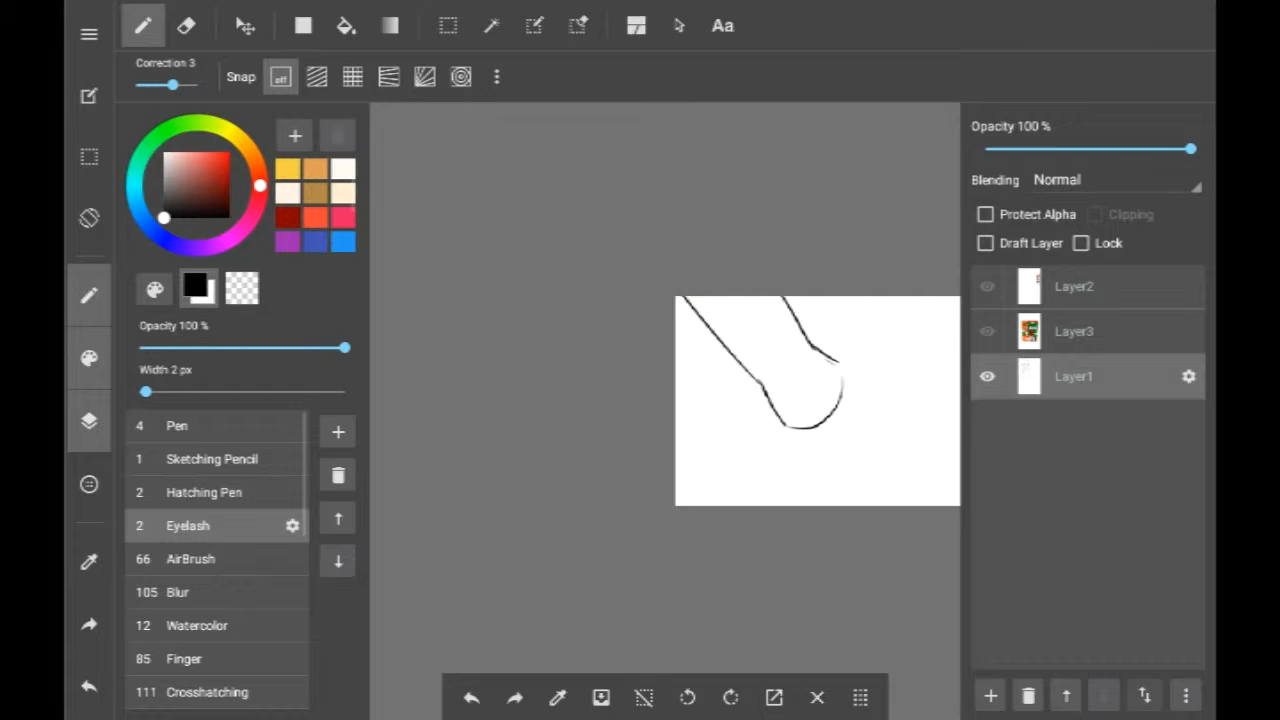 Aa
Correction 3
Snap
off
Opacity 100 %
Blending Normal
Protect Alpha
Clipping
Draft Layer
Lock
Layer2
Layer3
Layer1
Opacity 100 %
Width 2 px
4 Pen
1 Sketching Pencil
2 Hatching Pen
2 Eyelash
66 AirBrush
105 Blur
12 Watercolor
85 Finger
111 Crosshatching